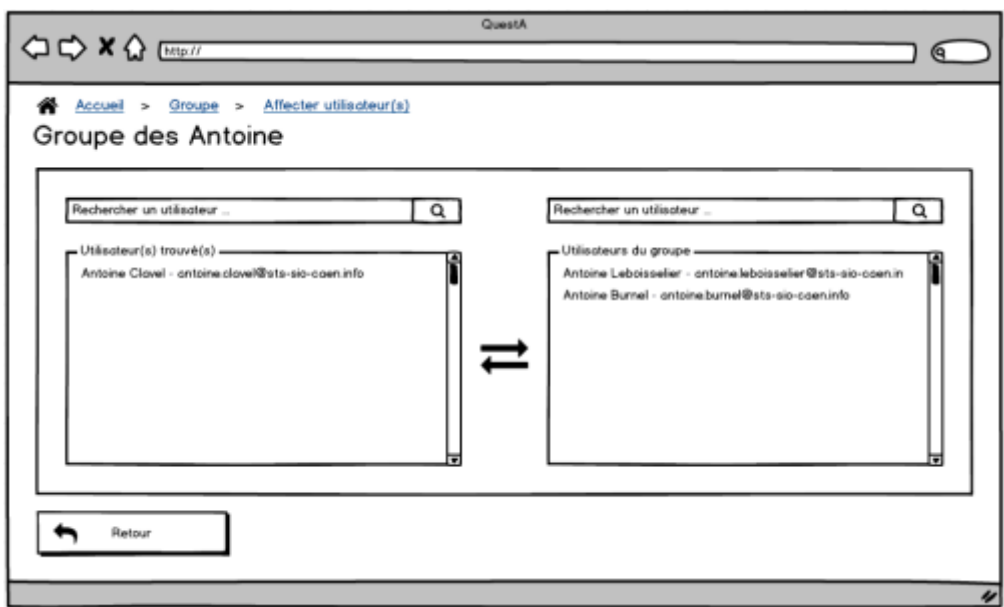 QuestA
http://
Accueil > Groupe > Affecter utilisateur(s)
Groupe des Antoine
Rechercher un utilisateur ...
Rechercher un utilisateur ...
Utilisateur(s) trouvé(s)
Antoine Clavel - antoine.clavel@sts-sio-caen.info
Utilisateurs du groupe
Antoine Leboisselier - antoine.leboisselier@sts-sio-caen.in
Antoine Burnel - antoine.burnel@sts-sio-caen.info
Retour